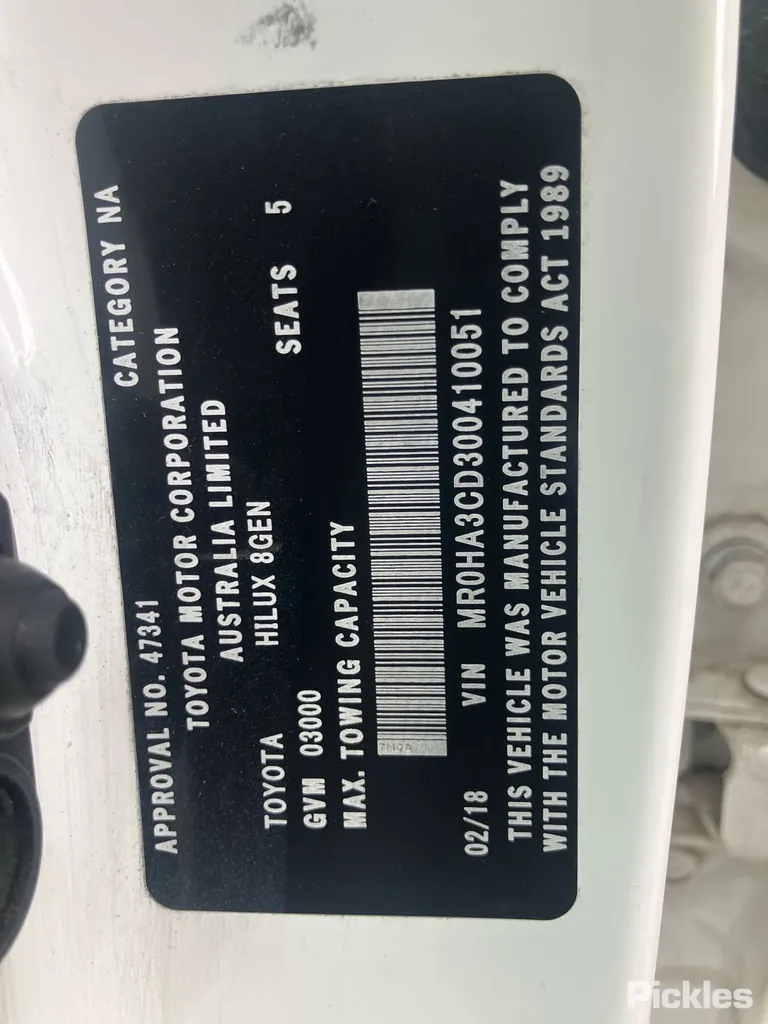 APPROVAL NO. 47341 CATEGORY NA
TOYOTA MOTOR CORPORATION
AUSTRALIA LIMITED
TOYOTA HILUX 8GEN
GVM 03000 SEATS 5
MAX. TOWING CAPACITY
02/18 VIN MR0HA3CD300410051
THIS VEHICLE WAS MANUFACTURED TO COMPLY
WITH THE MOTOR VEHICLE STANDARDS ACT 1989
Pickles